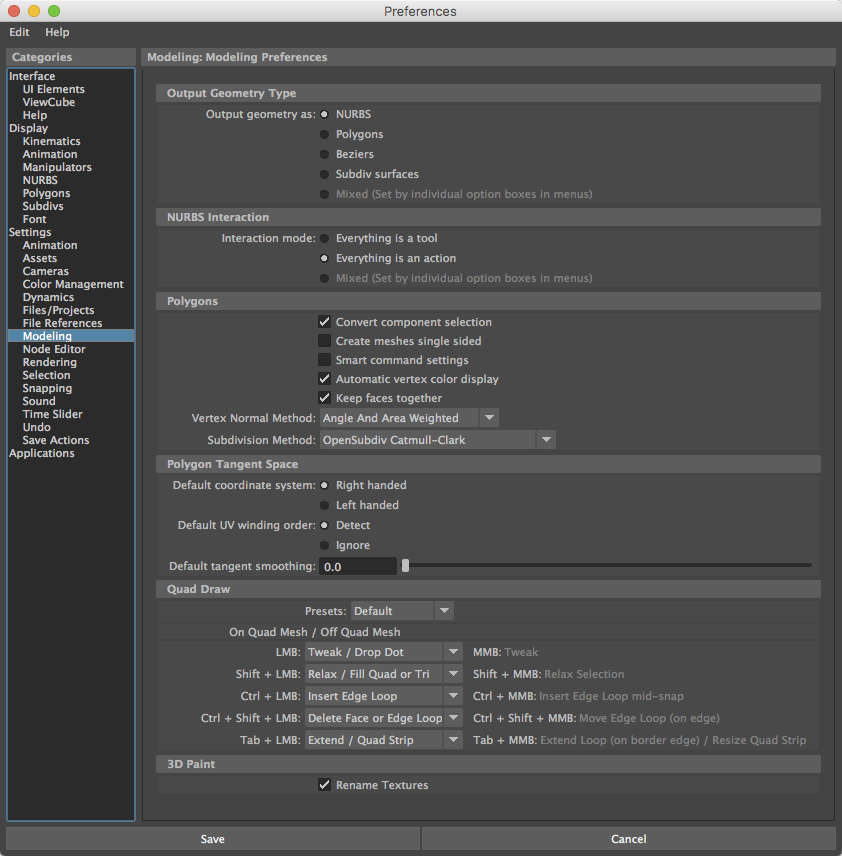 Preferences
Edit Help
Categories
Interface
UI Elements
ViewCube
Help
Display
Kinematics
Animation
Manipulators
NURBS
Polygons
Subdivs
Font
Settings
Animation
Assets
Cameras
Color Management
Dynamics
Files/Projects
File References
Modeling
Node Editor
Rendering
Selection
Snapping
Sound
Time Slider
Undo
Save Actions
Applications
Modeling: Modeling Preferences
Output Geometry Type
Output geometry as: NURBS
Polygons
Beziers
Subdiv surfaces
Mixed (Set by individual option boxes in menus)
NURBS Interaction
Interaction mode: Everything is a tool
Everything is an action
Mixed (Set by individual option boxes in menus)
Polygons
Convert component selection
Create meshes single sided
Smart command settings
Automatic vertex color display
Keep faces together
Vertex Normal Method: Angle And Area Weighted
Subdivision Method: OpenSubdiv Catmull-Clark
Polygon Tangent Space
Default coordinate system: Right handed
Left handed
Default UV winding order: Detect
Ignore
Default tangent smoothing: 0.0
Quad Draw
Presets: Default
On Quad Mesh / Off Quad Mesh
LMB: Tweak / Drop Dot MMB: Tweak
Shift + LMB: Relax / Fill Quad or Tri Shift + MMB: Relax Selection
Ctrl + LMB: Insert Edge Loop Ctrl + MMB: Insert Edge Loop mid-snap
Ctrl + Shift + LMB: Delete Face or Edge Loop Ctrl + Shift + MMB: Move Edge Loop (on edge)
Tab + LMB: Extend / Quad Strip Tab + MMB: Extend Loop (on border edge) / Resize Quad Strip
3D Paint
Rename Textures
Save Cancel